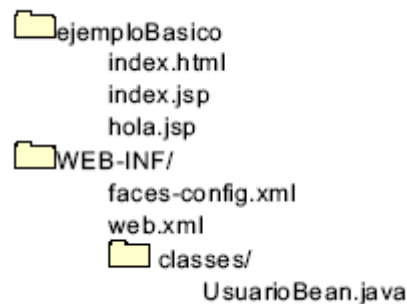 ejemploBasico
index.html
index.jsp
hola.jsp
WEB-INF/
faces-config.xml
web.xml
classes/
UsuarioBean.java